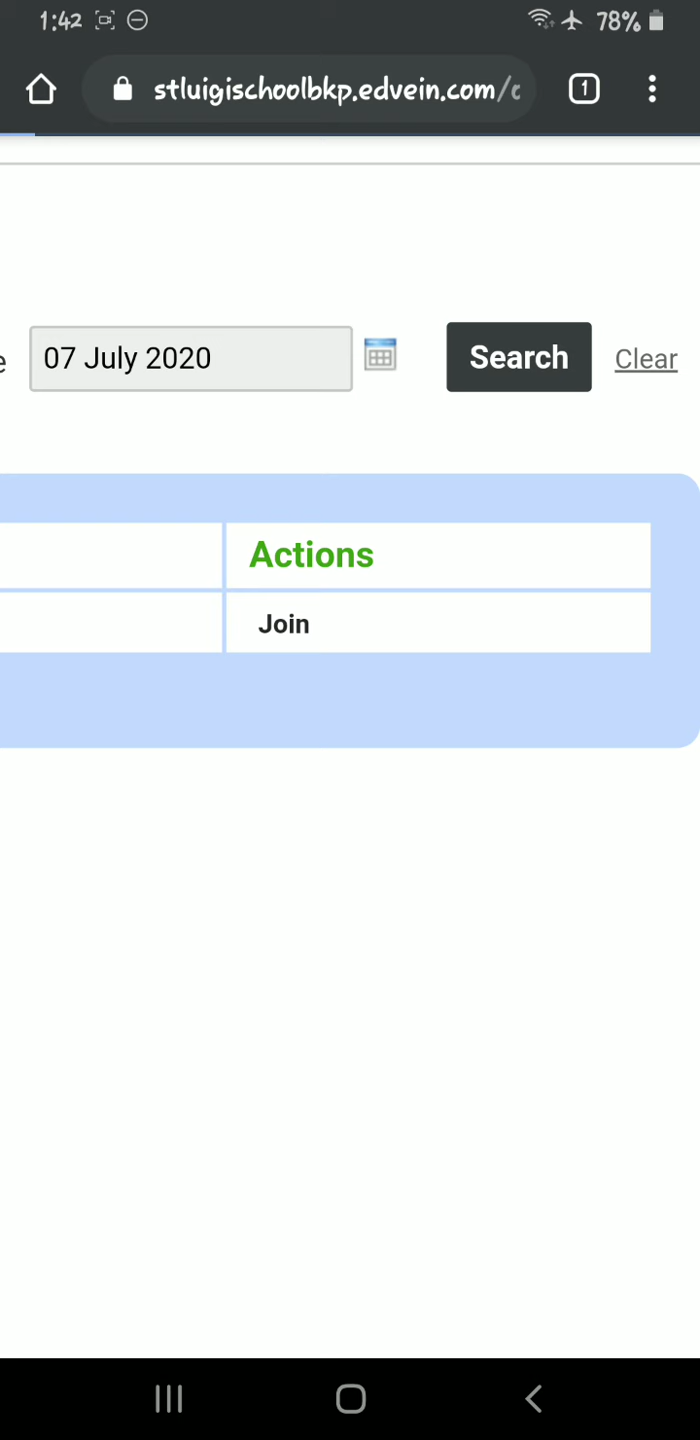 1:42 78%
stluigischoolbkp.edvein.com/c
1
e 07 July 2020 Search Clear
Actions
Join